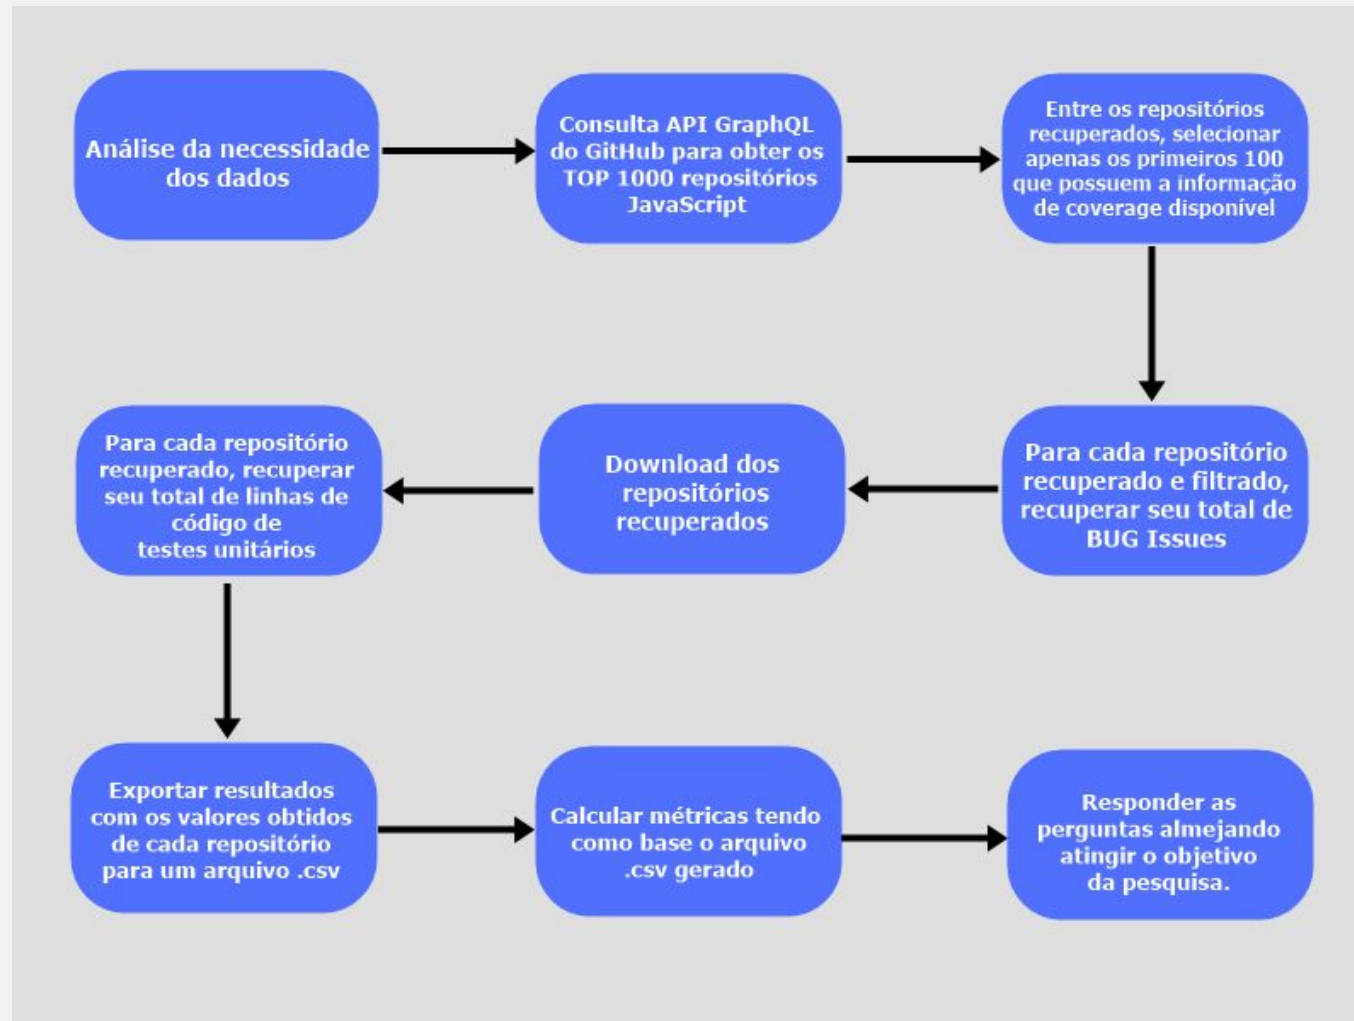 Análise da necessidade
dos dados
Consulta API GraphQL
do GitHub para obter os
TOP 1000 repositórios
JavaScript
Entre os repositórios
recuperados, selecionar
apenas os primeiros 100
que possuem a informação
de coverage disponível
Para cada repositório
recuperado e filtrado,
recuperar seu total de
BUG Issues
Download dos
repositórios
recuperados
Para cada repositório
recuperado, recuperar
seu total de linhas de
código de
testes unitários
Exportar resultados
com os valores obtidos
de cada repositório
para um arquivo .csv
Calcular métricas tendo
como base o arquivo
.csv gerado
Responder as
perguntas almejando
atingir o objetivo
da pesquisa.